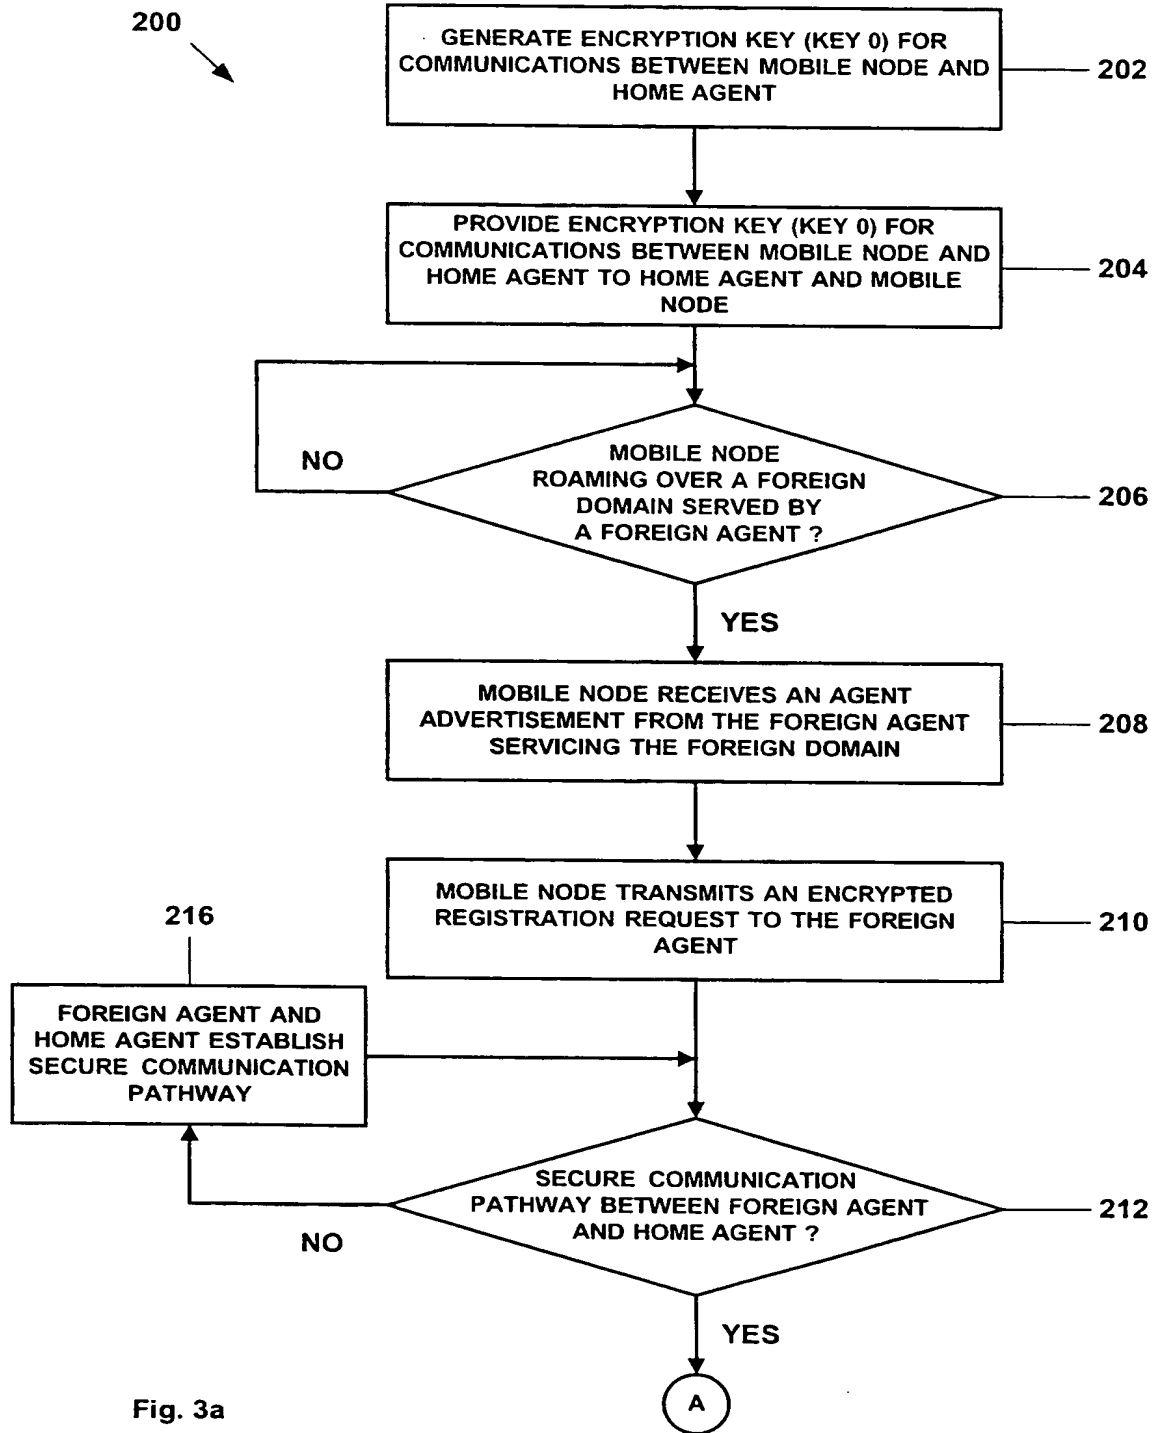 200
GENERATE ENCRYPTION KEY (KEY 0) FOR
COMMUNICATIONS BETWEEN MOBILE NODE AND
HOME AGENT
202
PROVIDE ENCRYPTION KEY (KEY 0) FOR
COMMUNICATIONS BETWEEN MOBILE NODE AND
HOME AGENT TO HOME AGENT AND MOBILE
NODE
204
NO
MOBILE NODE
ROAMING OVER A FOREIGN
DOMAIN SERVED BY
A FOREIGN AGENT ?
206
YES
MOBILE NODE RECEIVES AN AGENT
ADVERTISEMENT FROM THE FOREIGN AGENT
SERVICING THE FOREIGN DOMAIN
208
MOBILE NODE TRANSMITS AN ENCRYPTED
REGISTRATION REQUEST TO THE FOREIGN
AGENT
210
216
FOREIGN AGENT AND
HOME AGENT ESTABLISH
SECURE COMMUNICATION
PATHWAY
SECURE COMMUNICATION
PATHWAY BETWEEN FOREIGN AGENT
AND HOME AGENT ?
212
NO
YES
A
Fig. 3a